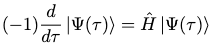 (-1) d/dτ |Ψ(τ)⟩ = Ĥ |Ψ(τ)⟩